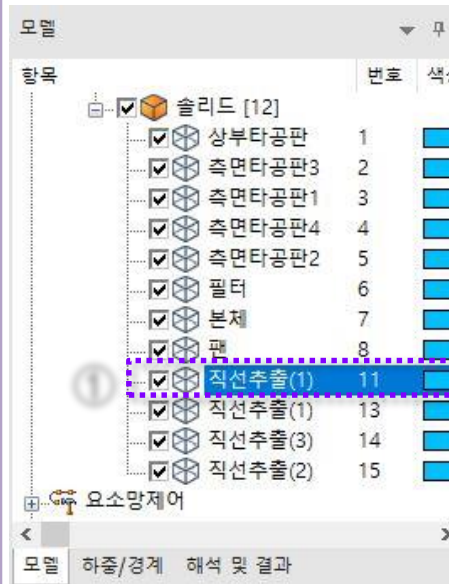 모델
항목 번호 색상
솔리드 [12]
상부타공판 1
측면타공판3 2
측면타공판1 3
측면타공판4 4
측면타공판2 5
필터 6
본체 7
팬 8
① 직선추출(1) 11
직선추출(1) 13
직선추출(3) 14
직선추출(2) 15
요소망제어
모델 하중/경계 해석 및 결과